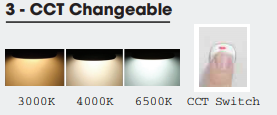 3 - CCT Changeable
3000K 4000K 6500K CCT Switch